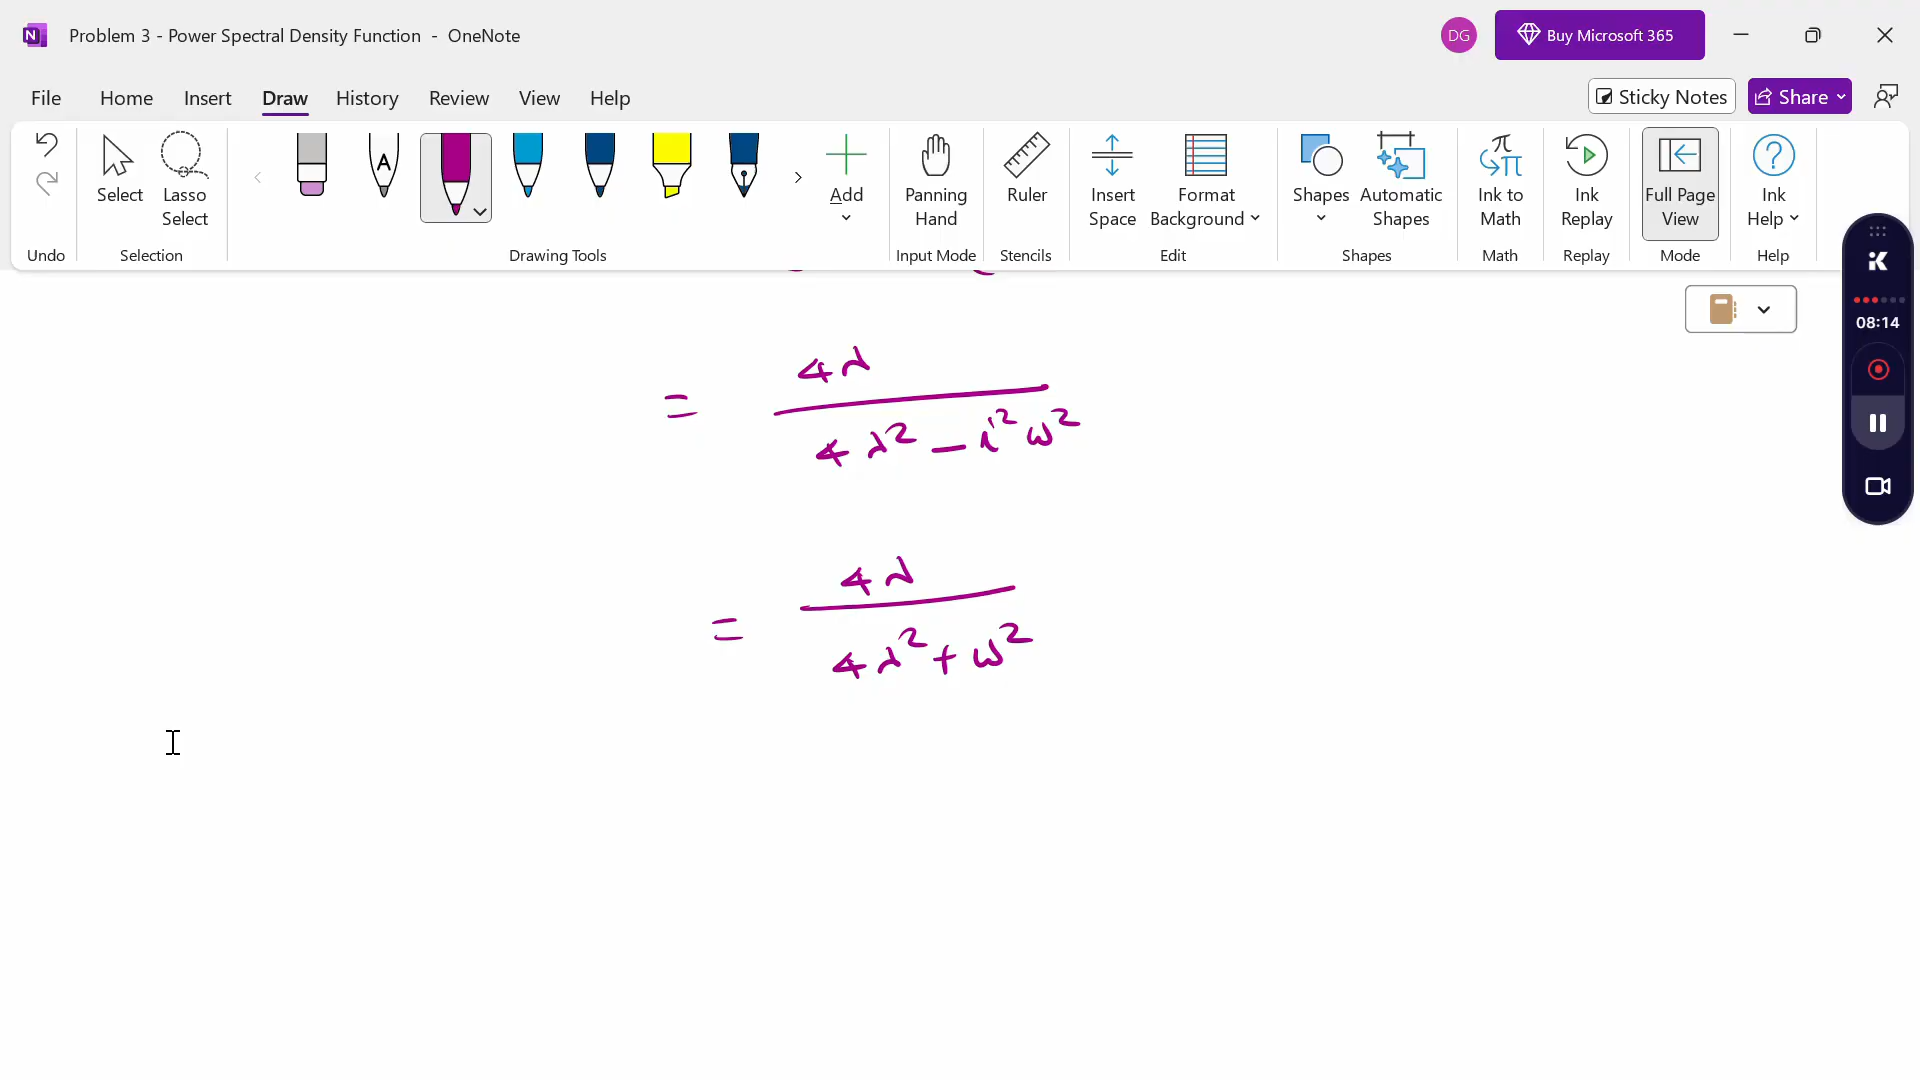 Problem 3 - Power Spectral Density Function - OneNote
DG
Buy Microsoft 365
File Home Insert Draw History Review View Help
Sticky Notes
Share
A
Select
Lasso Select
Add
Panning Hand
Ruler
Insert Space
Format Background
Shapes
Automatic Shapes
Ink to Math
Ink Replay
Full Page View
Ink Help
Undo Selection Drawing Tools Input Mode Stencils Edit Shapes Math Replay Mode Help
08:14
= 4λ / 4λ² - i²ω²
= 4λ / 4λ² + ω²